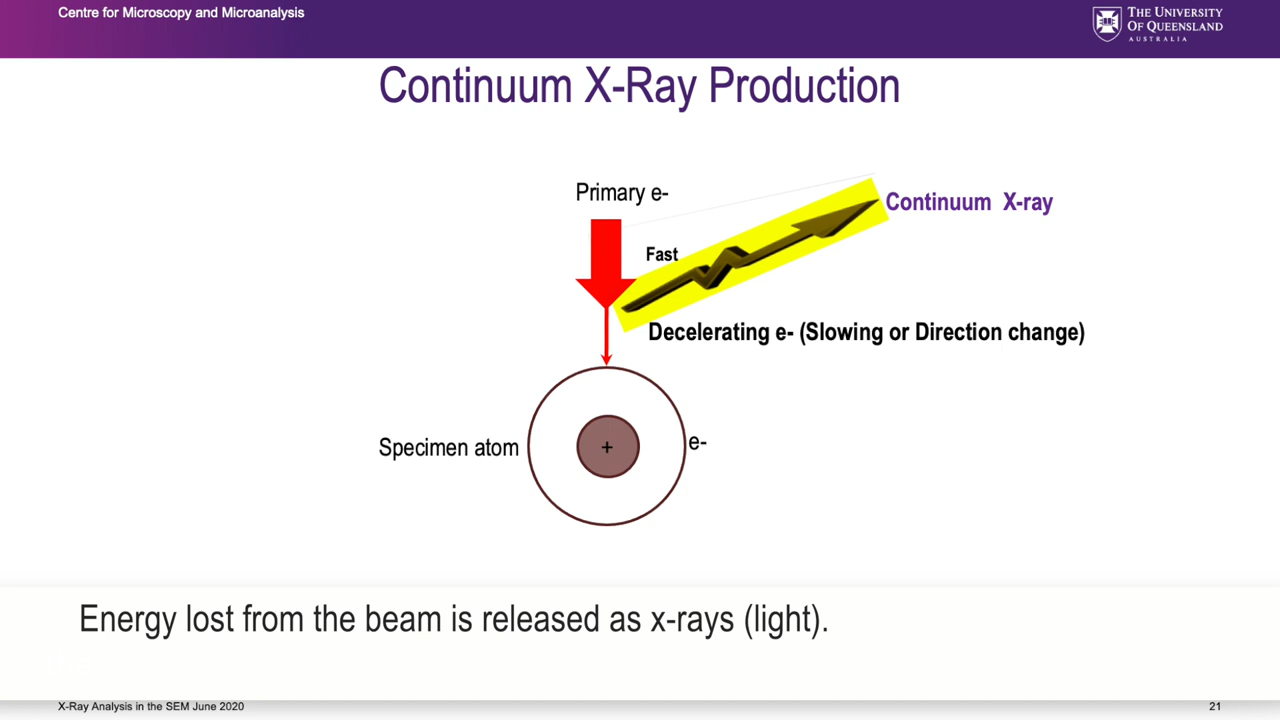 Centre for Microscopy and Microanalysis
THE UNIVERSITY
OF QUEENSLAND
AUSTRALIA
Continuum X-Ray Production
Primary e-
Continuum X-ray
Fast
Decelerating e- (Slowing or Direction change)
Specimen atom
+
e-
Energy lost from the beam is released as x-rays (light).
X-Ray Analysis in the SEM June 2020
21